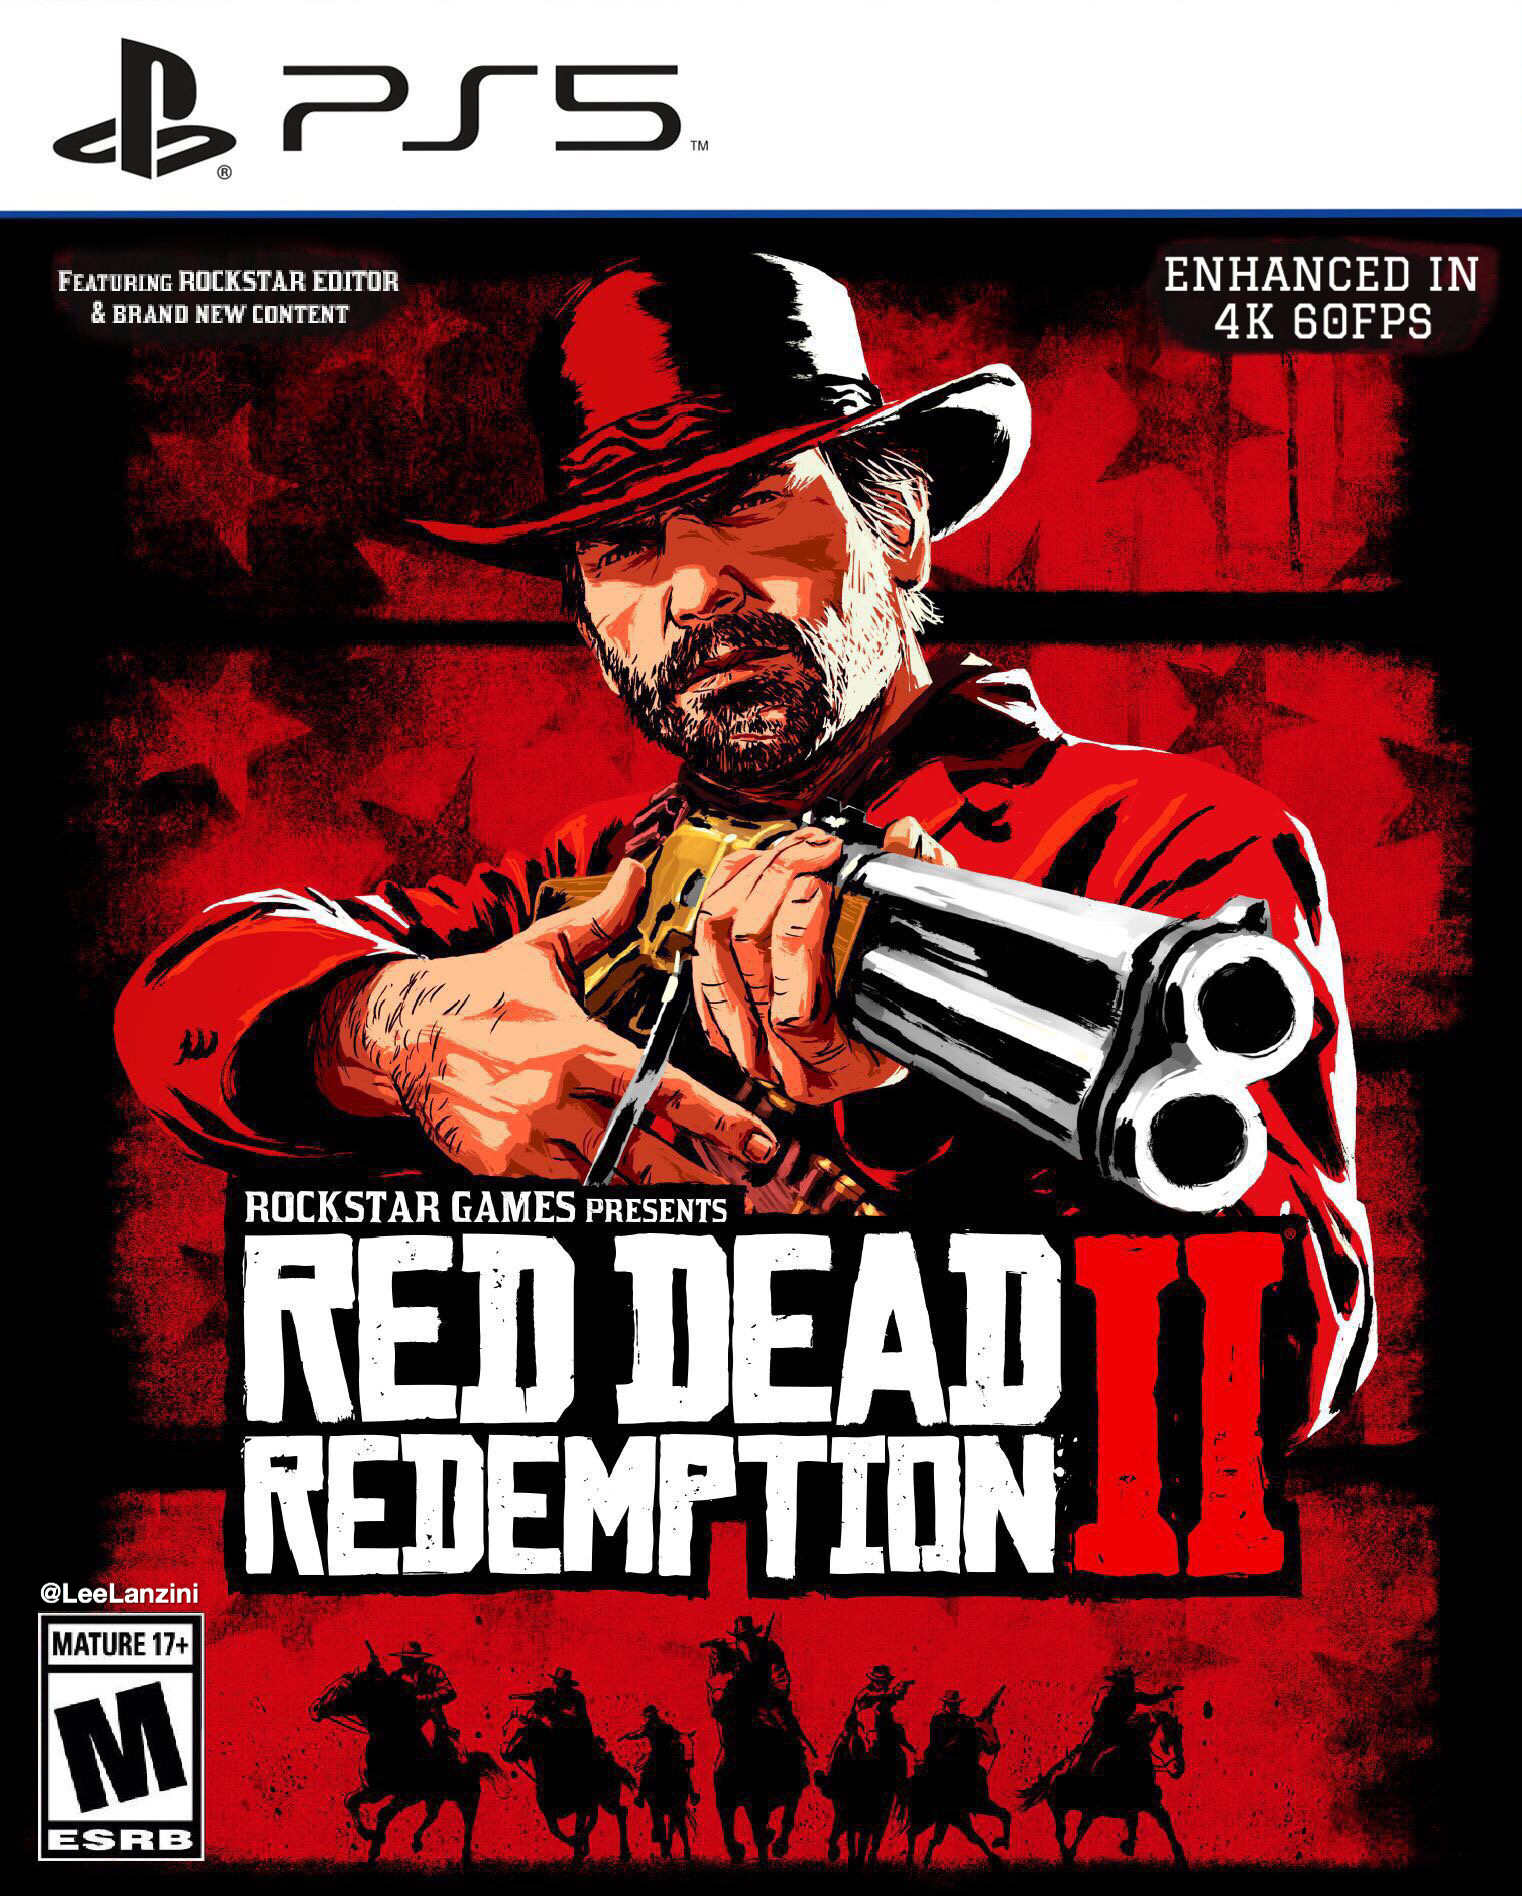 PS5™
®
FEATURING ROCKSTAR EDITOR
& BRAND NEW CONTENT
ENHANCED IN
4K 60FPS
ROCKSTAR GAMES PRESENTS
RED DEAD
REDEMPTION
II®
@LeeLanzini
MATURE 17+
M
ESRB